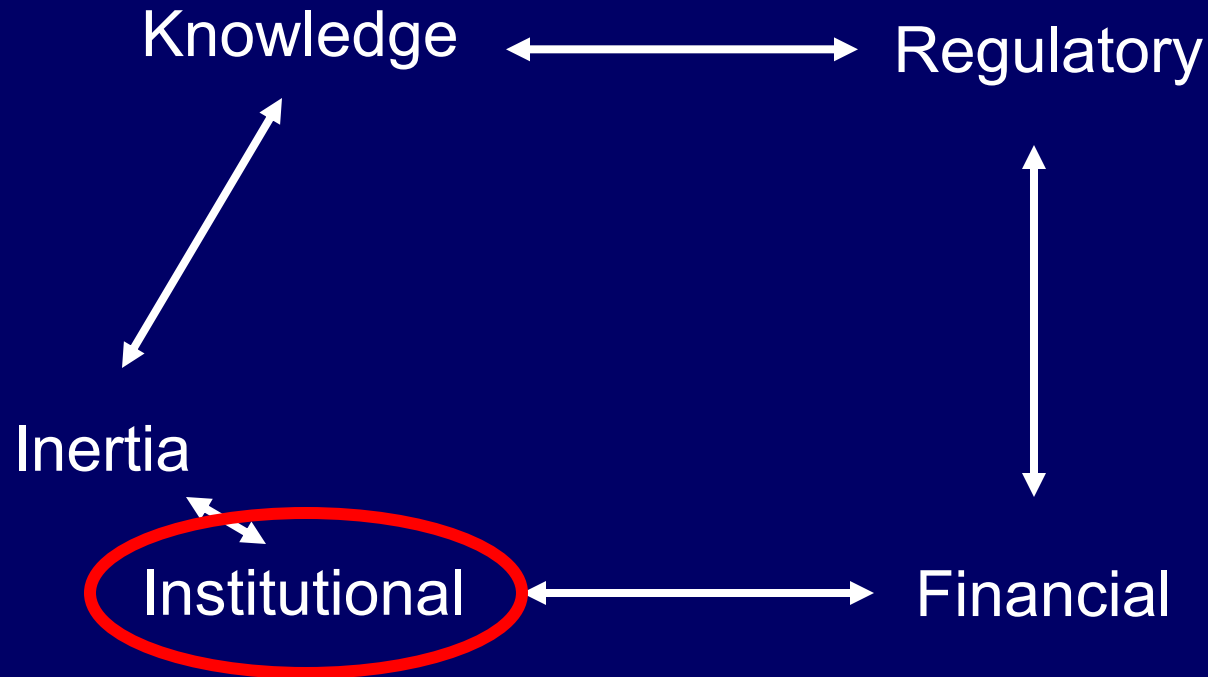 Knowledge
Regulatory
Inertia
Institutional
Financial